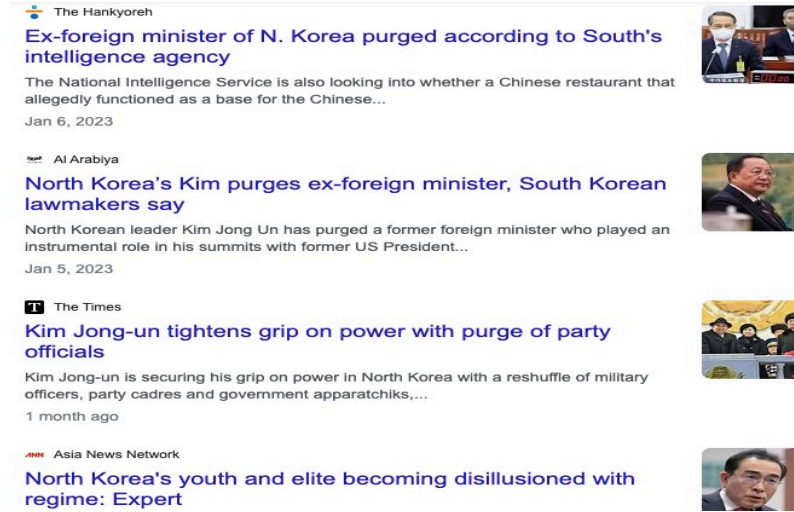 The Hankyoreh
Ex-foreign minister of N. Korea purged according to South's
intelligence agency
The National Intelligence Service is also looking into whether a Chinese restaurant that
allegedly functioned as a base for the Chinese...
Jan 6, 2023
Al Arabiya
North Korea’s Kim purges ex-foreign minister, South Korean
lawmakers say
North Korean leader Kim Jong Un has purged a former foreign minister who played an
instrumental role in his summits with former US President...
Jan 5, 2023
T The Times
Kim Jong-un tightens grip on power with purge of party
officials
Kim Jong-un is securing his grip on power in North Korea with a reshuffle of military
officers, party cadres and government apparatchiks,...
1 month ago
ANN Asia News Network
North Korea's youth and elite becoming disillusioned with
regime: Expert